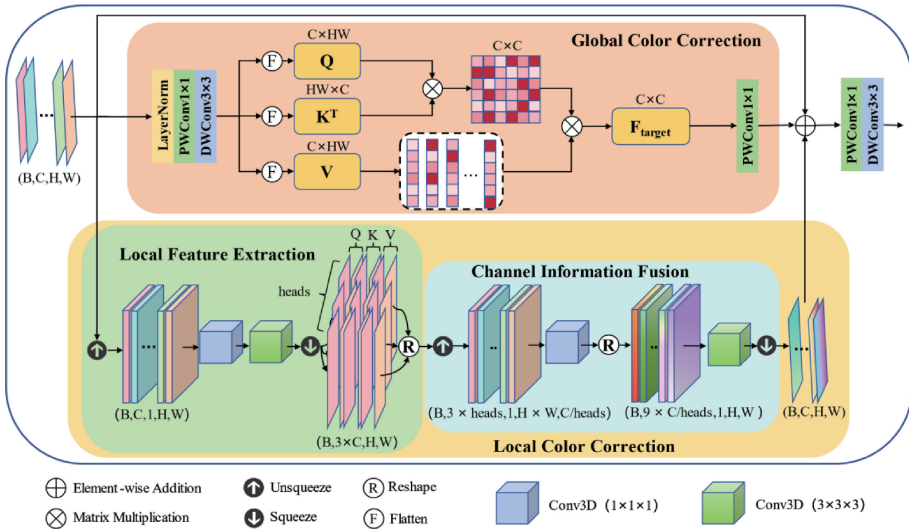 Global Color Correction
C×HW
Q
HW×C
K^T
C×HW
V
F
F
F
LayerNorm
PWConv1×1
DWConv3×3
C×C
C×C
F_target
PWConv1×1
PWConv1×1
DWConv3×3
...
(B,C,H,W)
...
Local Feature Extraction
Q K V
heads
...
(B,C,1,H,W)
(B,3×C,H,W)
R
Channel Information Fusion
..
R
..
(B,3 × heads,1,H × W,C/heads)
(B,9 × C/heads,1,H,W)
...
(B,C,H,W)
Local Color Correction
Element-wise Addition
Unsqueeze
R Reshape
Conv3D (1×1×1)
Conv3D (3×3×3)
Matrix Multiplication
Squeeze
F Flatten